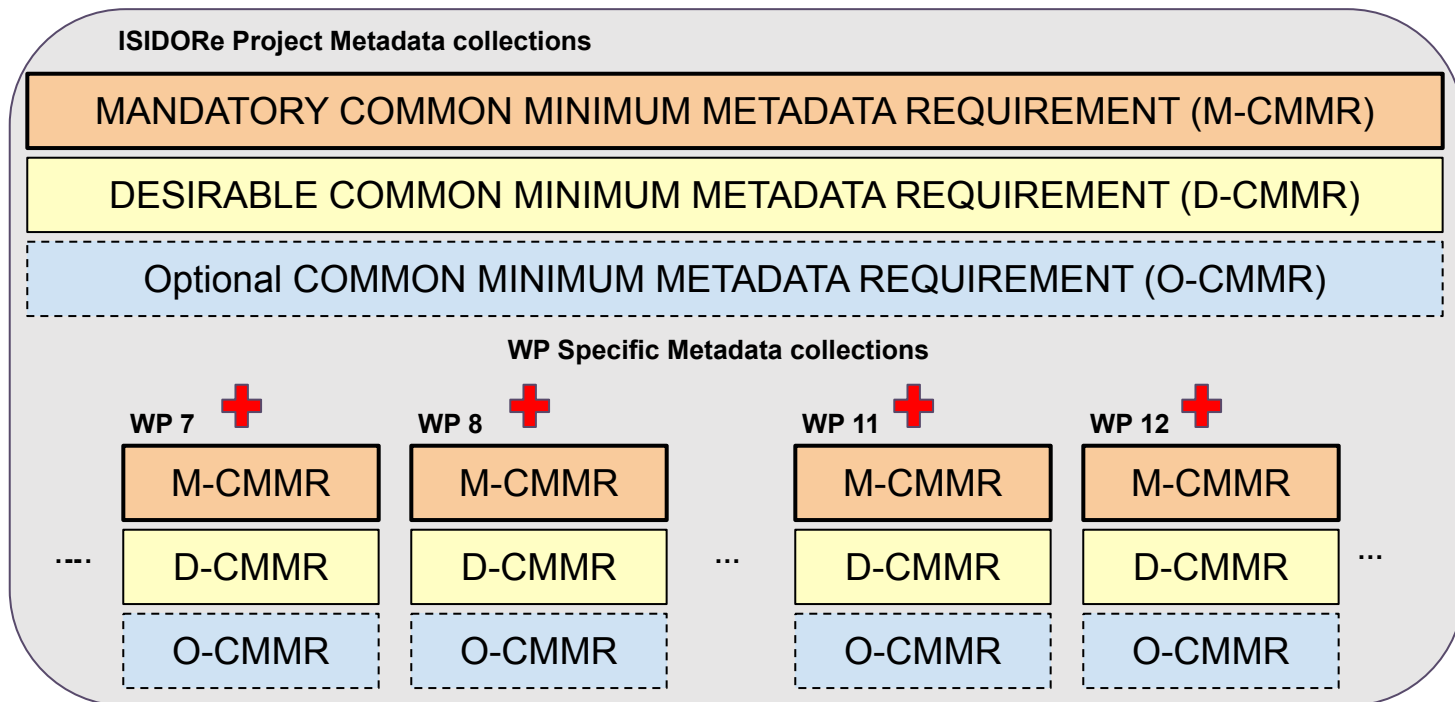 ISIDORe Project Metadata collections
MANDATORY COMMON MINIMUM METADATA REQUIREMENT (M-CMMR)
DESIRABLE COMMON MINIMUM METADATA REQUIREMENT (D-CMMR)
Optional COMMON MINIMUM METADATA REQUIREMENT (O-CMMR)
WP Specific Metadata collections
WP 7 WP 8 WP 11 WP 12
M-CMMR M-CMMR M-CMMR M-CMMR
..... D-CMMR D-CMMR ... D-CMMR D-CMMR ...
O-CMMR O-CMMR O-CMMR O-CMMR